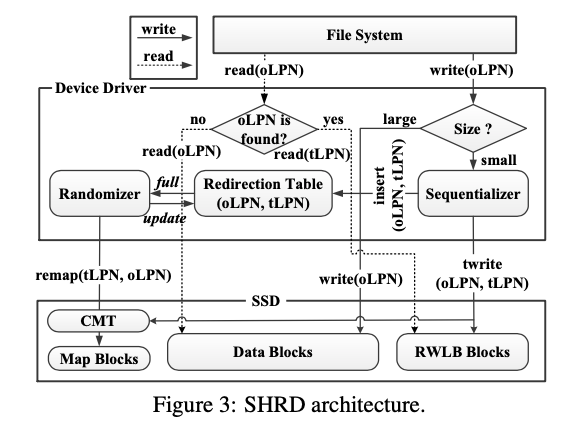 write
read
File System
read(oLPN)
write(oLPN)
Device Driver
no
oLPN is
found?
yes
large
Size ?
read(oLPN)
read(tLPN)
small
Randomizer
full
update
Redirection Table
(oLPN, tLPN)
insert
(oLPN, tLPN)
Sequentializer
remap(tLPN, oLPN)
write(oLPN)
twrite
(oLPN, tLPN)
SSD
CMT
Map Blocks
Data Blocks
RWLB Blocks
Figure 3: SHRD architecture.